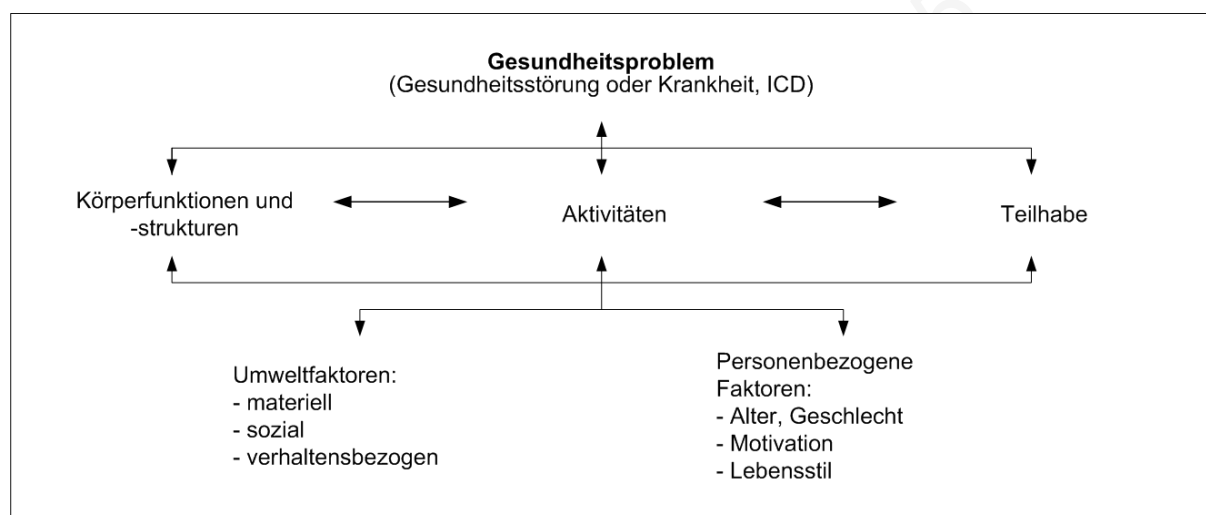 Gesundheitsproblem
(Gesundheitsstörung oder Krankheit, ICD)
Körperfunktionen und
-strukturen
Aktivitäten
Teilhabe
Umweltfaktoren:
- materiell
- sozial
- verhaltensbezogen
Personenbezogene
Faktoren:
- Alter, Geschlecht
- Motivation
- Lebensstil